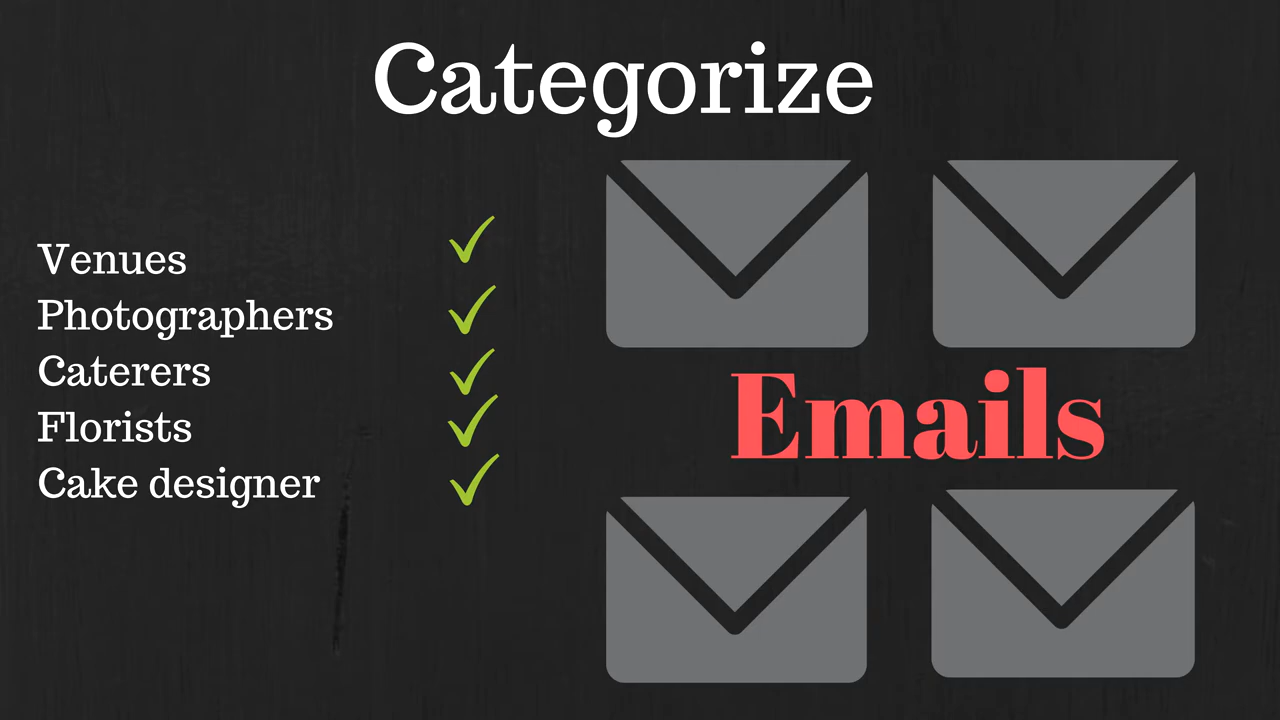 Categorize
Venues
Photographers
Caterers
Florists
Cake designer
Emails